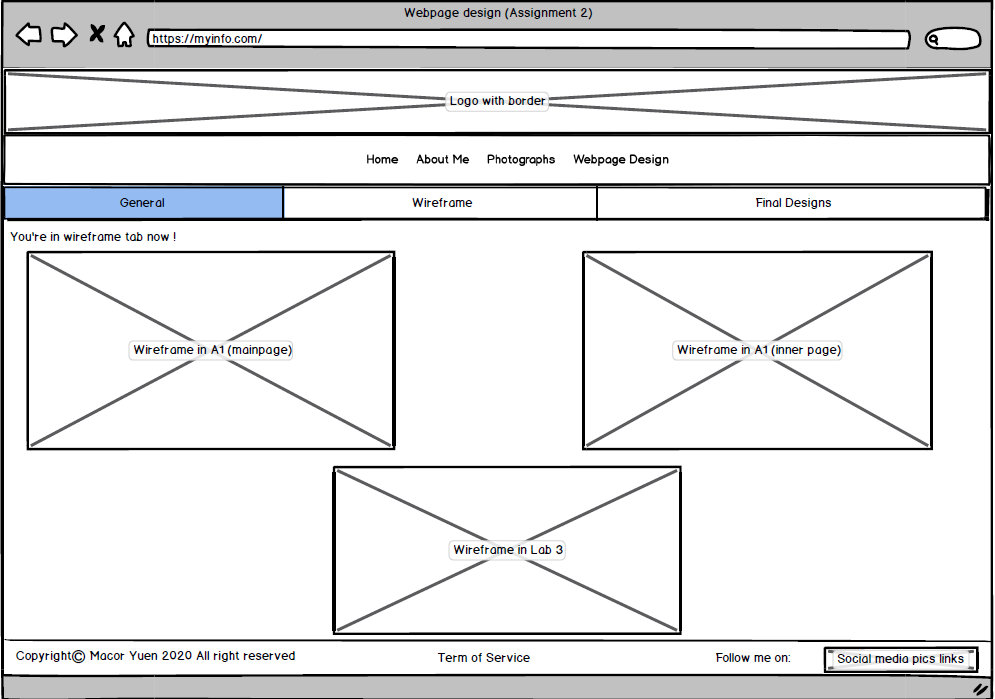 Webpage design (Assignment 2)
https://myinfo.com/
Logo with border
Home About Me Photographs Webpage Design
General Wireframe Final Designs
You're in wireframe tab now !
Wireframe in A1 (mainpage) Wireframe in A1 (inner page)
Wireframe in Lab 3
Copyright© Macor Yuen 2020 All right reserved Term of Service Follow me on: Social media pics links